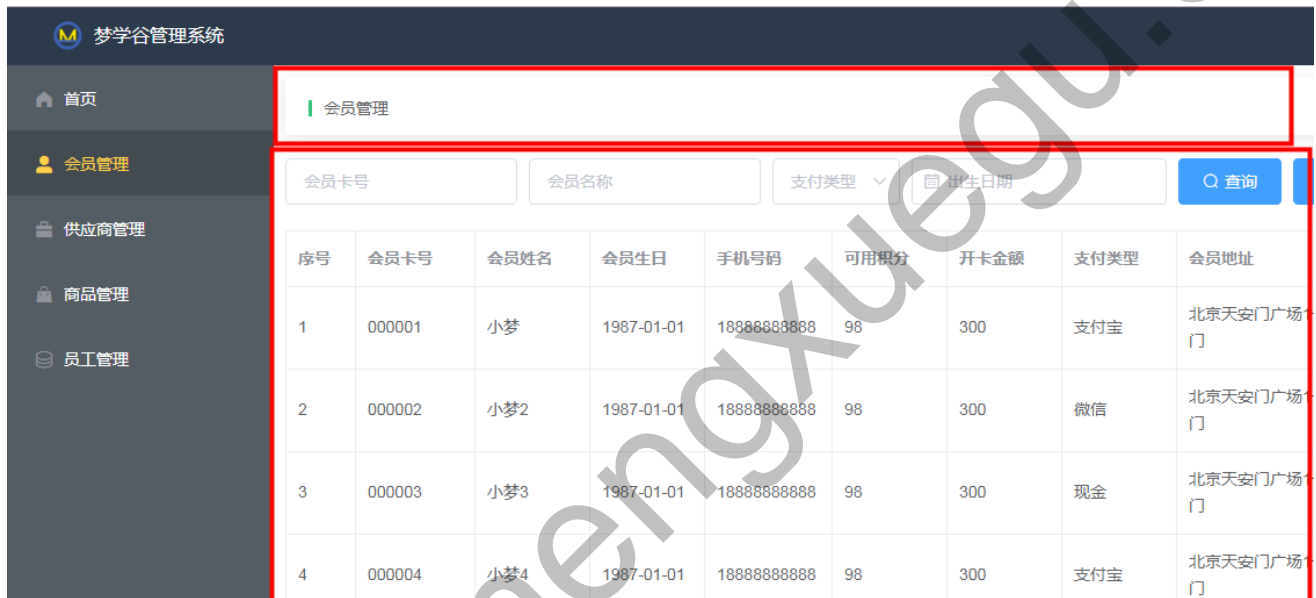 梦学谷管理系统
首页
会员管理
供应商管理
商品管理
员工管理
会员管理
会员卡号 会员名称 支付类型 出生日期 查询
序号 会员卡号 会员姓名 会员生日 手机号码 可用积分 开卡金额 支付类型 会员地址
1 000001 小梦 1987-01-01 18888888888 98 300 支付宝 北京天安门广场
门
2 000002 小梦2 1987-01-01 18888888888 98 300 微信 北京天安门广场
门
3 000003 小梦3 1987-01-01 18888888888 98 300 现金 北京天安门广场
门
4 000004 小梦4 1987-01-01 18888888888 98 300 支付宝 北京天安门广场
门
engxuegu.